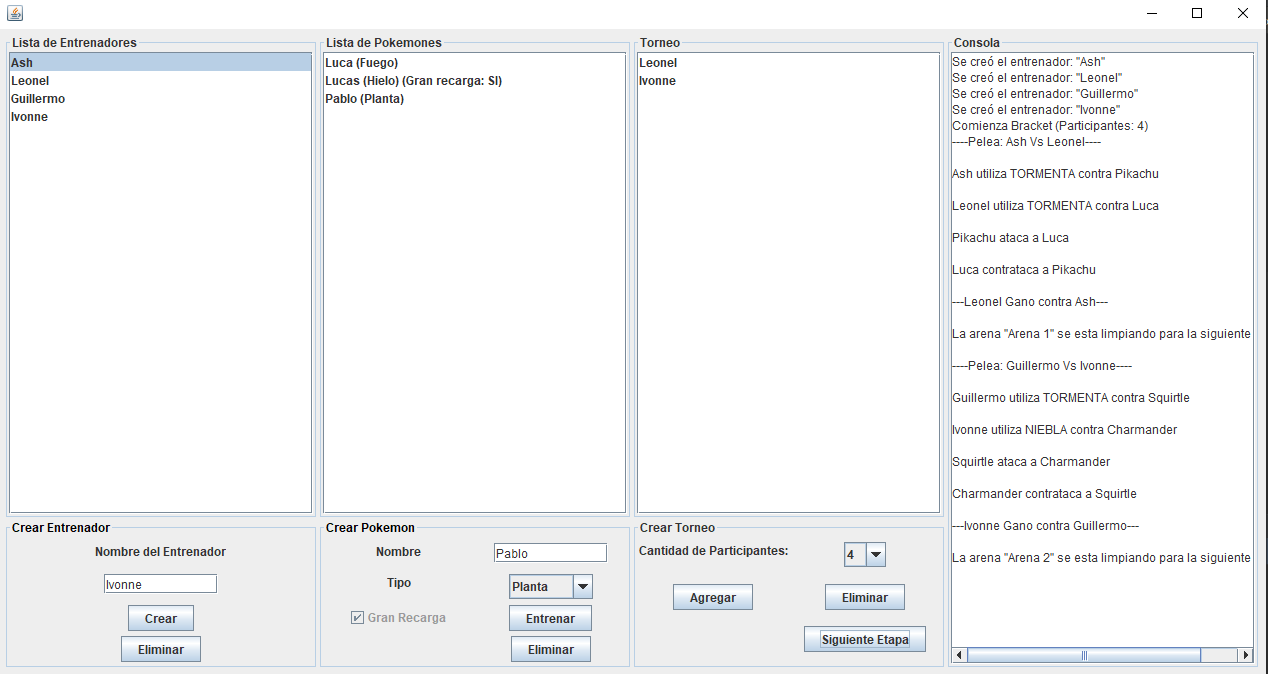 Lista de Entrenadores
Ash
Leonel
Guillermo
Ivonne
Lista de Pokemones
Luca (Fuego)
Lucas (Hielo) (Gran recarga: SI)
Pablo (Planta)
Torneo
Leonel
Ivonne
Consola
Se creó el entrenador: "Ash"
Se creó el entrenador: "Leonel"
Se creó el entrenador: "Guillermo"
Se creó el entrenador: "Ivonne"
Comienza Bracket (Participantes: 4)
----Pelea: Ash Vs Leonel----
Ash utiliza TORMENTA contra Pikachu
Leonel utiliza TORMENTA contra Luca
Pikachu ataca a Luca
Luca contrataca a Pikachu
---Leonel Gano contra Ash---
La arena "Arena 1" se esta limpiando para la siguiente
----Pelea: Guillermo Vs Ivonne----
Guillermo utiliza TORMENTA contra Squirtle
Ivonne utiliza NIEBLA contra Charmander
Squirtle ataca a Charmander
Charmander contrataca a Squirtle
---Ivonne Gano contra Guillermo---
La arena "Arena 2" se esta limpiando para la siguiente
Crear Entrenador
Nombre del Entrenador
Ivonne
Crear
Eliminar
Crear Pokemon
Nombre
Pablo
Tipo
Planta
Gran Recarga
Entrenar
Eliminar
Crear Torneo
Cantidad de Participantes:
4
Agregar
Eliminar
Siguiente Etapa